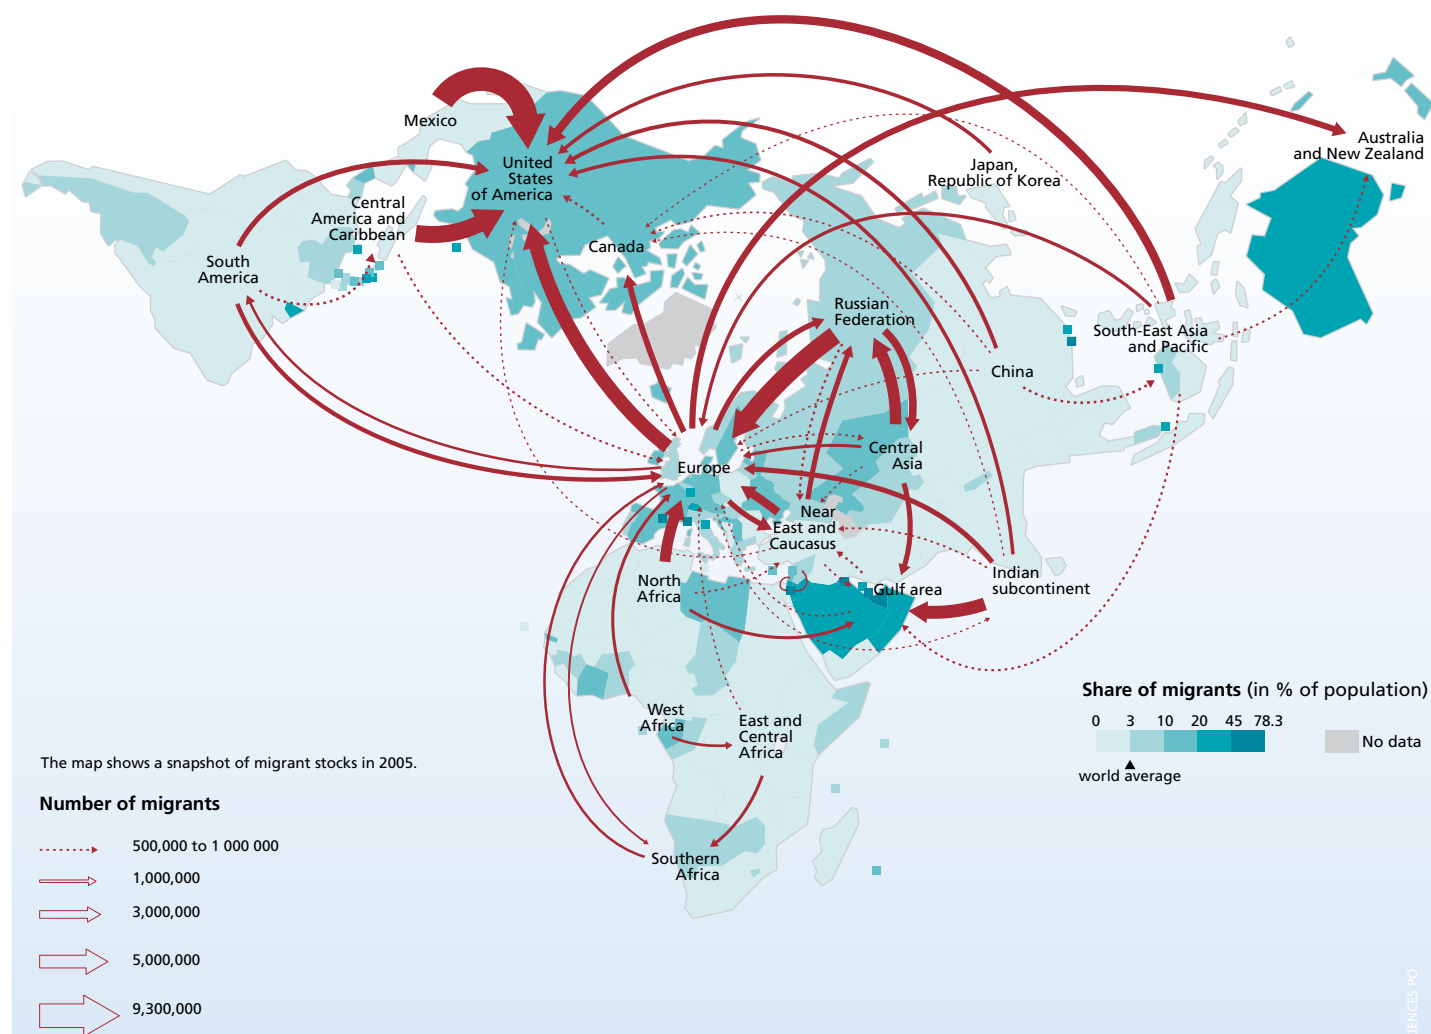 Mexico
United
States
of America
Central
America and
Caribbean
South
America
Canada
Japan,
Republic of Korea
Australia
and New Zealand
Russian
Federation
South-East Asia
and Pacific
China
Central
Asia
Europe
Near
East and
Caucasus
North
Africa
Gulf area
Indian
subcontinent
West
Africa
East and
Central
Africa
Southern
Africa
Share of migrants (in % of population)
0 3 10 20 45 78.3
No data
world average
The map shows a snapshot of migrant stocks in 2005.
Number of migrants
500,000 to 1 000 000
1,000,000
3,000,000
5,000,000
9,300,000
IENCES PO